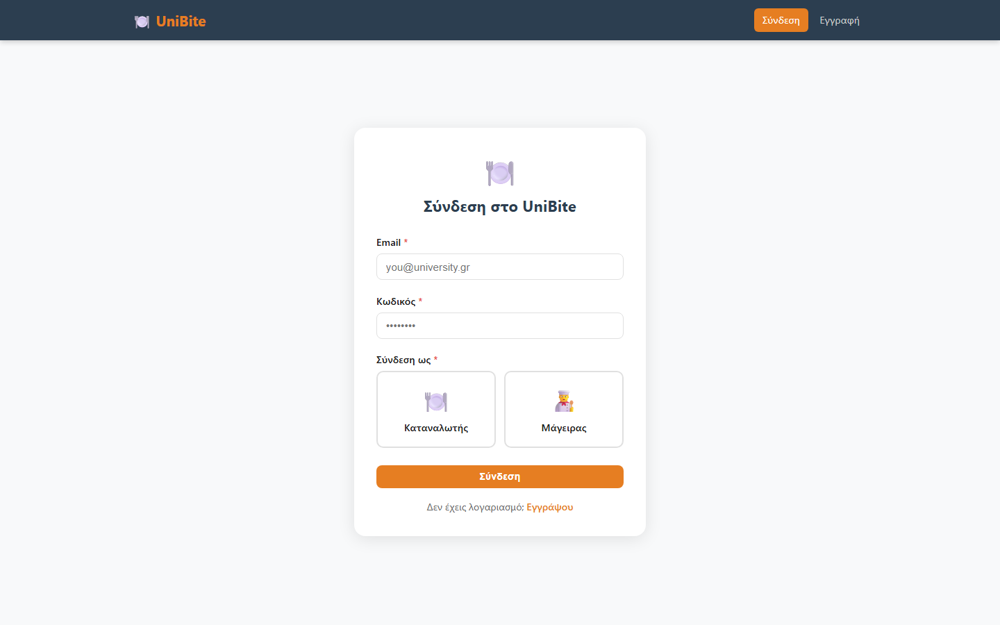 UniBite
Σύνδεση
Εγγραφή
Σύνδεση στο UniBite
Email *
you@university.gr
Κωδικός *
••••••••
Σύνδεση ως *
Καταναλωτής
Μάγειρας
Σύνδεση
Δεν έχεις λογαριασμό; Εγγράψου